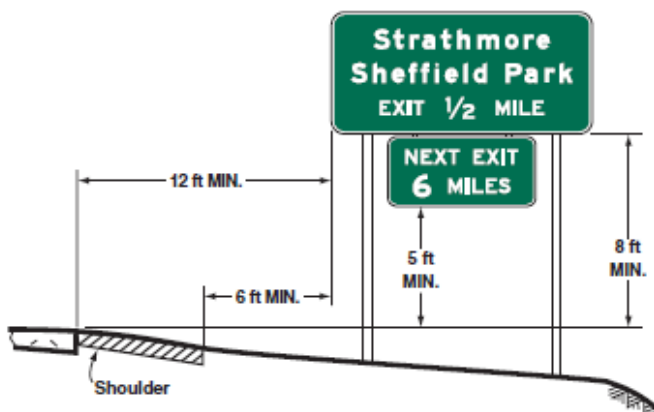 Strathmore
Sheffield Park
EXIT 1/2 MILE
NEXT EXIT
6 MILES
12 ft MIN.
6 ft MIN.
5 ft
MIN.
8 ft
MIN.
Shoulder